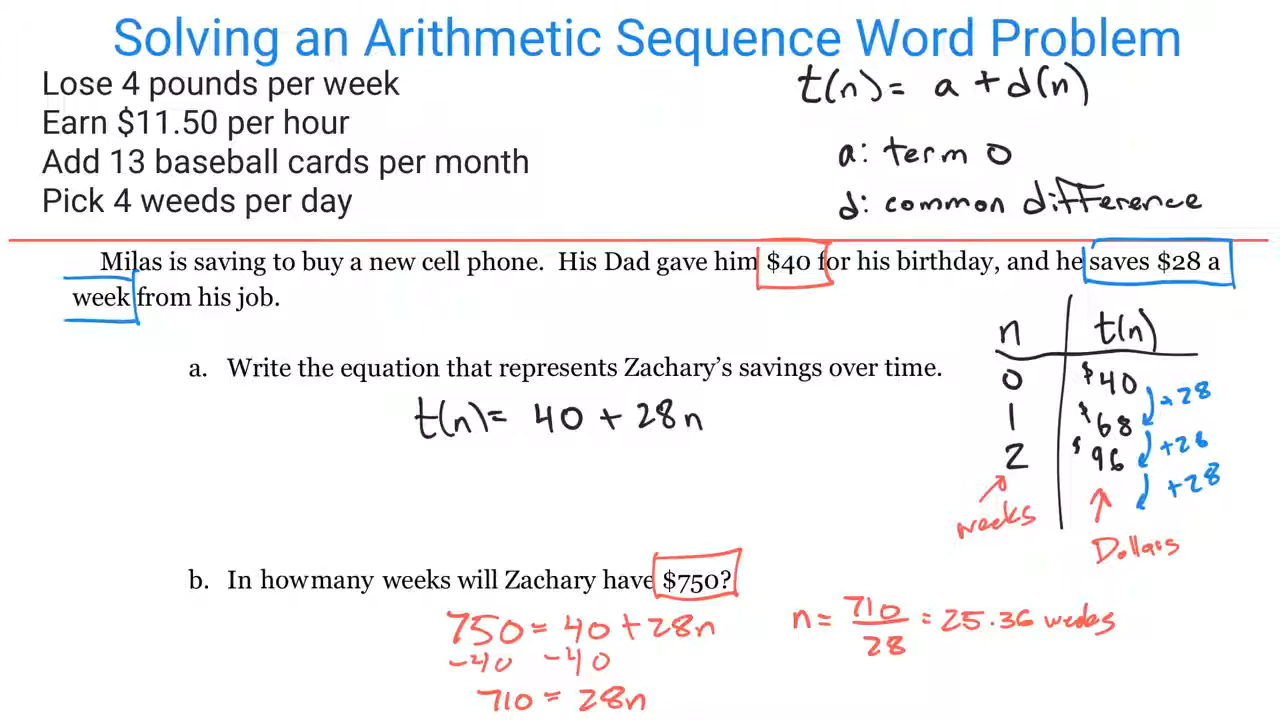 Solving an Arithmetic Sequence Word Problem
Lose 4 pounds per week
Earn $11.50 per hour
Add 13 baseball cards per month
Pick 4 weeds per day
t(n) = a + d(n)
a: term 0
d: common difference
Milas is saving to buy a new cell phone. His Dad gave him $40 for his birthday, and he saves $28 a
week from his job.
a. Write the equation that represents Zachary's savings over time.
t(n) = 40 + 28n
n t(n)
0 $40
+28
1 $68
+28
2 $96
+28
weeks
Dollars
b. In howmany weeks will Zachary have $750?
750 = 40 + 28n
-40 -40
710 = 28n
n = 710/28 = 25.36 weeks